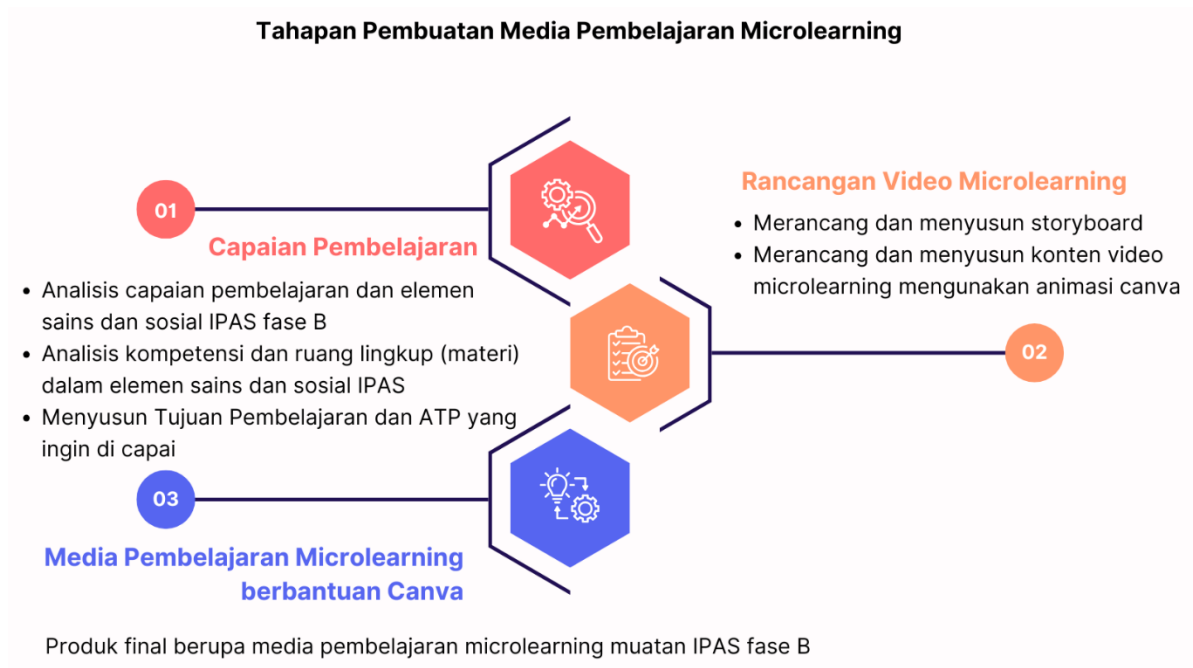 Tahapan Pembuatan Media Pembelajaran Microlearning
01
Capaian Pembelajaran
• Analisis capaian pembelajaran dan elemen
sains dan sosial IPAS fase B
• Analisis kompetensi dan ruang lingkup (materi)
dalam elemen sains dan sosial IPAS
• Menyusun Tujuan Pembelajaran dan ATP yang
ingin di capai
Rancangan Video Microlearning
• Merancang dan menyusun storyboard
• Merancang dan menyusun konten video
microlearning mengunakan animasi canva
02
03
Media Pembelajaran Microlearning
berbantuan Canva
Produk final berupa media pembelajaran microlearning muatan IPAS fase B